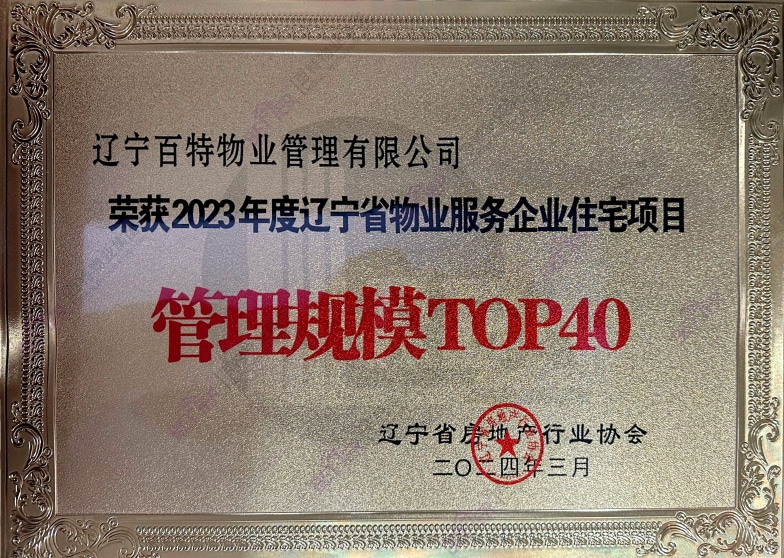 辽宁百特物业管理有限公司
荣获2023年度辽宁省物业服务企业住宅项目
管理规模TOP40
辽宁省房地产行业协会
二〇二四年三月